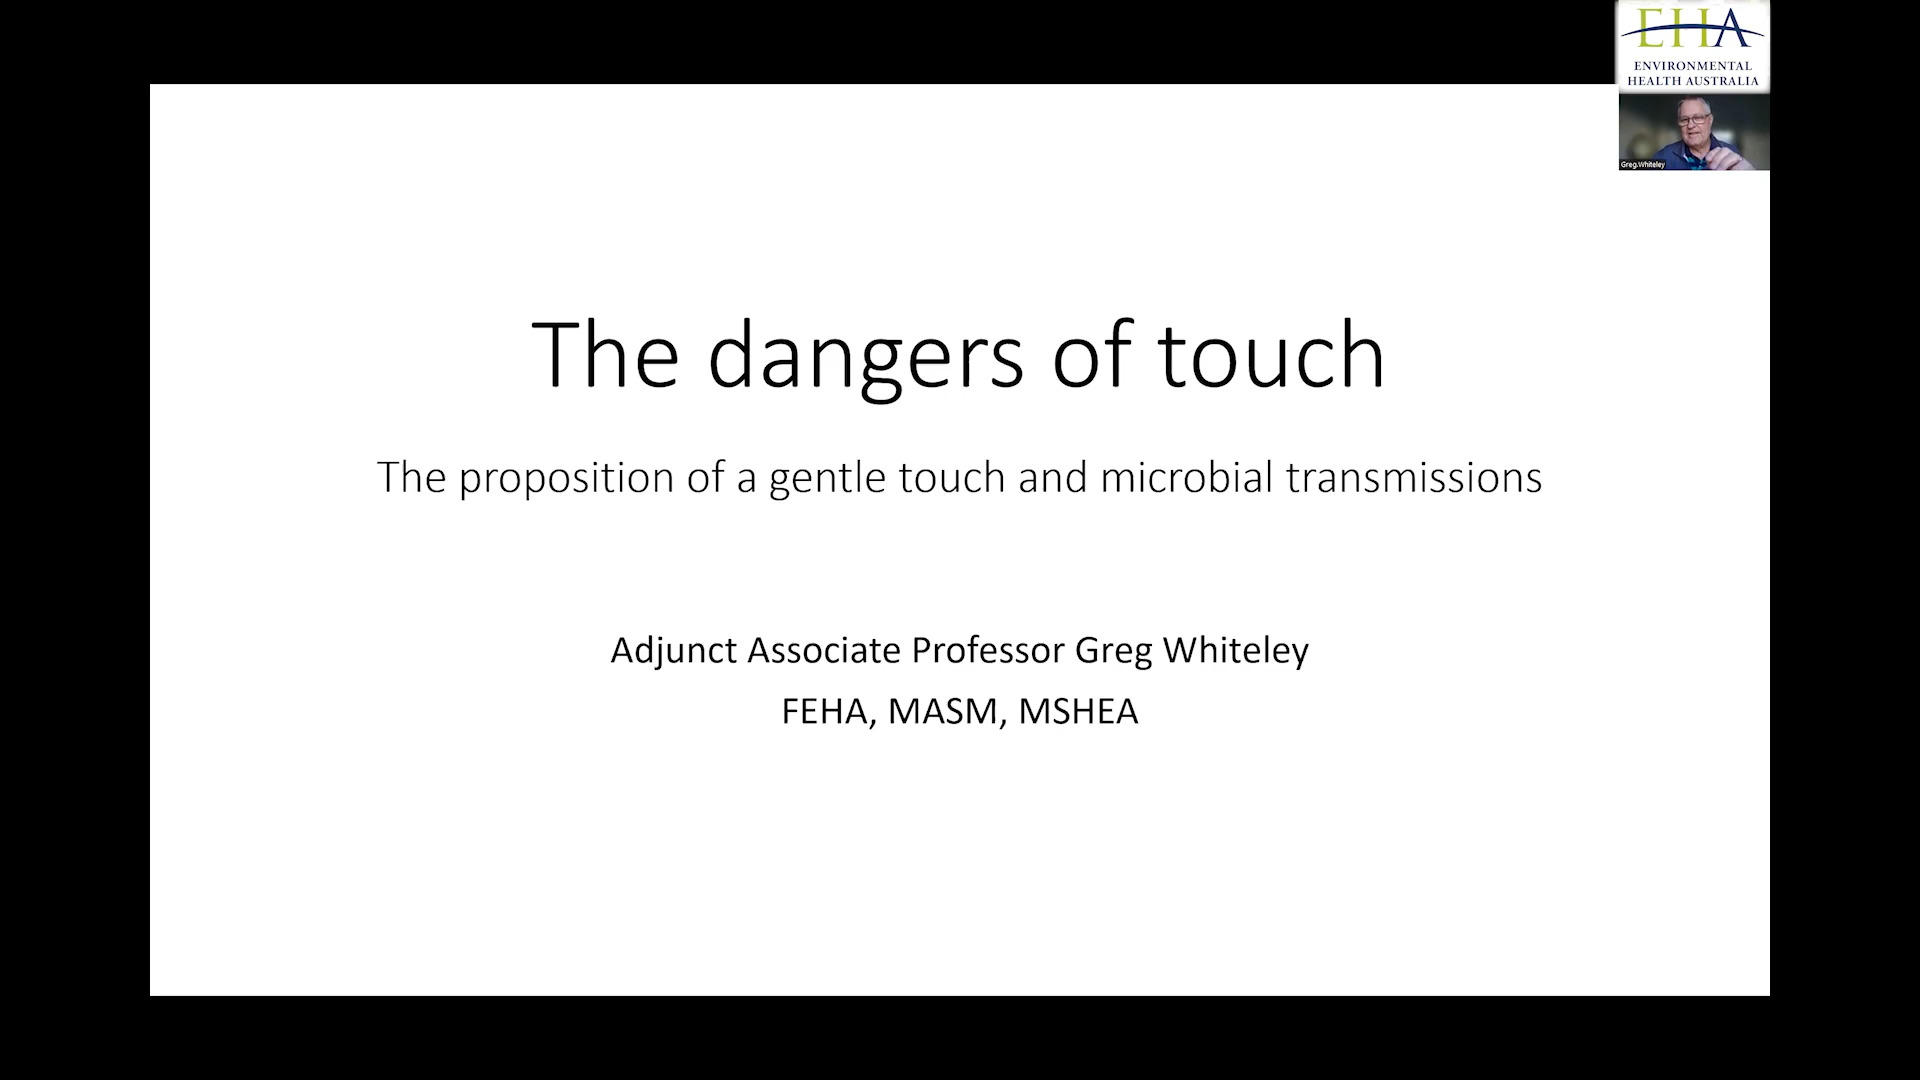 EHA
ENVIRONMENTAL
HEALTH AUSTRALIA
Greg.Whiteley
The dangers of touch
The proposition of a gentle touch and microbial transmissions
Adjunct Associate Professor Greg Whiteley
FEHA, MASM, MSHEA